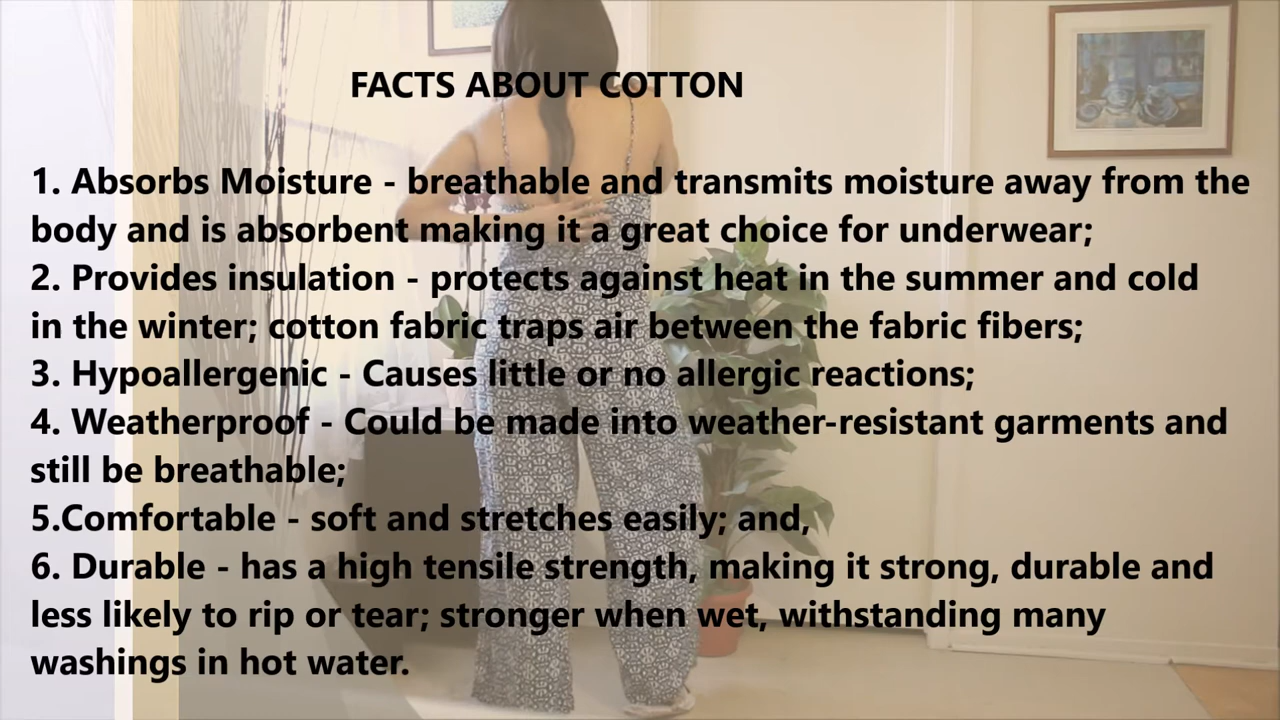 FACTS ABOUT COTTON
1. Absorbs Moisture - breathable and transmits moisture away from the
body and is absorbent making it a great choice for underwear;
2. Provides insulation - protects against heat in the summer and cold
in the winter; cotton fabric traps air between the fabric fibers;
3. Hypoallergenic - Causes little or no allergic reactions;
4. Weatherproof - Could be made into weather-resistant garments and
still be breathable;
5.Comfortable - soft and stretches easily; and,
6. Durable - has a high tensile strength, making it strong, durable and
less likely to rip or tear; stronger when wet, withstanding many
washings in hot water.